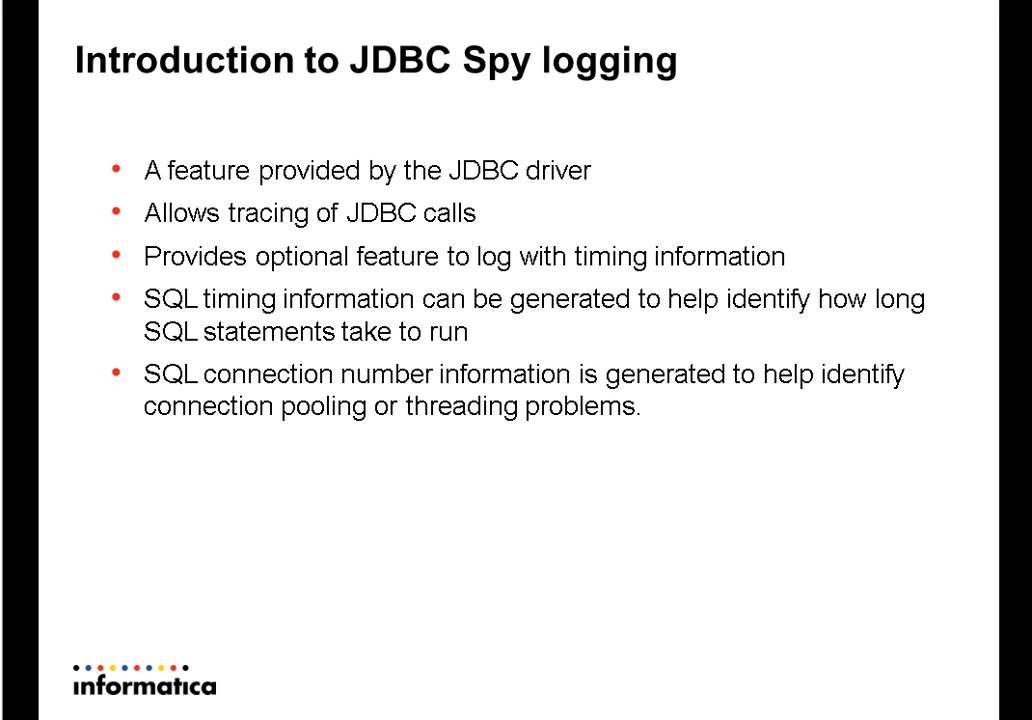 Introduction to JDBC Spy logging
• A feature provided by the JDBC driver
• Allows tracing of JDBC calls
• Provides optional feature to log with timing information
• SQL timing information can be generated to help identify how long
SQL statements take to run
• SQL connection number information is generated to help identify
connection pooling or threading problems.
informatica